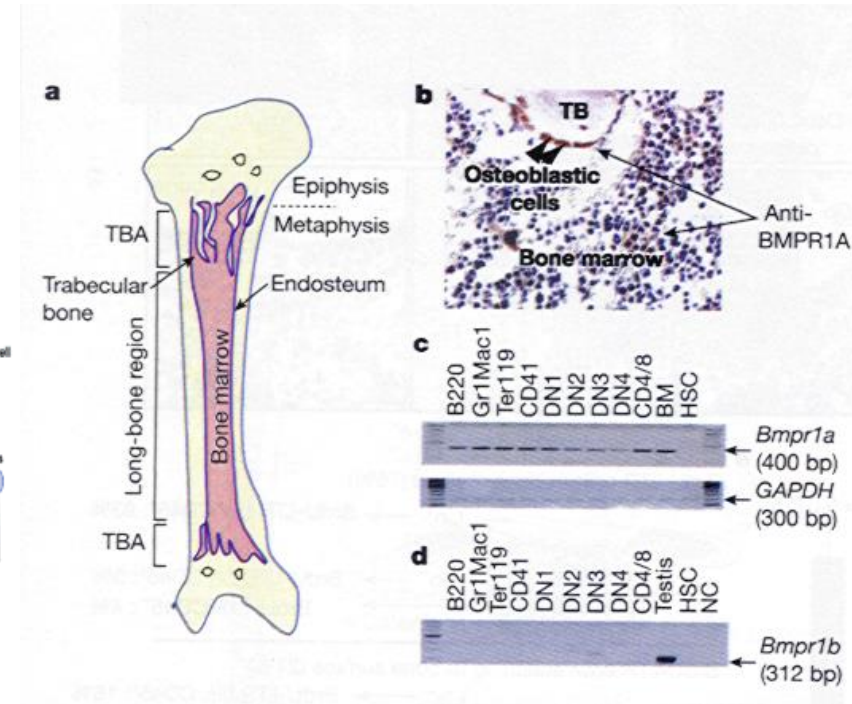 a
Epiphysis
Metaphysis
TBA
Trabecular
bone
Endosteum
Long-bone region
Bone marrow
TBA
b
TB
Osteoblastic
cells
Bone marrow
Anti-
BMPR1A
c
B220
Gr1Mac1
Ter119
CD41
DN1
DN2
DN3
DN4
CD4/8
BM
HSC
Bmpr1a
(400 bp)
GAPDH
(300 bp)
d
B220
Gr1Mac1
Ter119
CD41
DN1
DN2
DN3
DN4
CD4/8
Testis
HSC
NC
Bmpr1b
(312 bp)